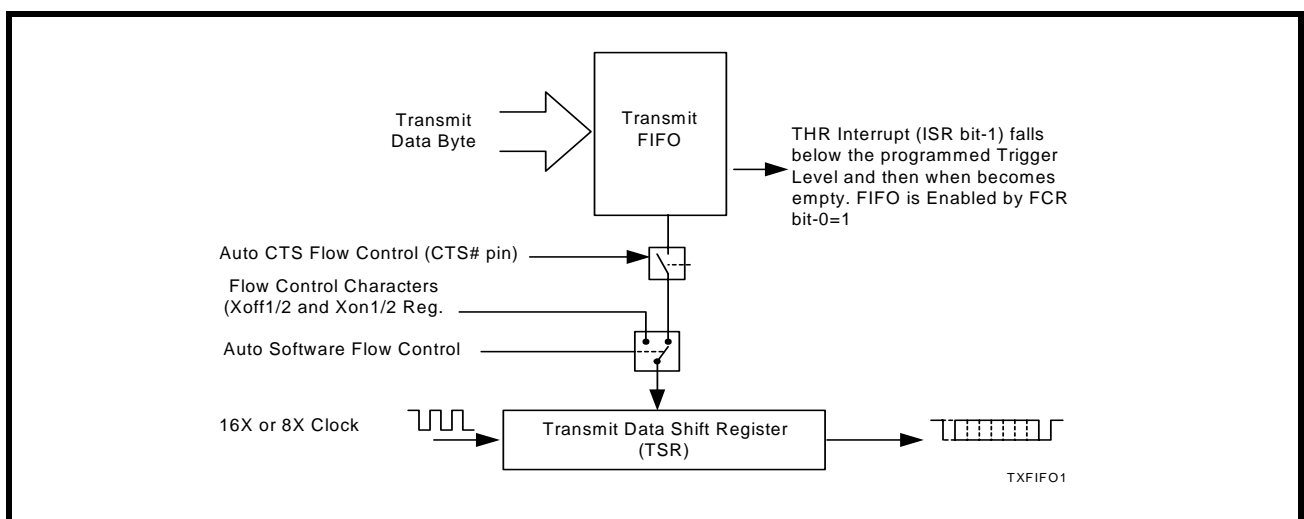 Transmit
Data Byte
Transmit
FIFO
THR Interrupt (ISR bit-1) falls
below the programmed Trigger
Level and then when becomes
empty. FIFO is Enabled by FCR
bit-0=1
Auto CTS Flow Control (CTS# pin)
Flow Control Characters
(Xoff1/2 and Xon1/2 Reg.
Auto Software Flow Control
16X or 8X Clock
Transmit Data Shift Register
(TSR)
TXFIFO1